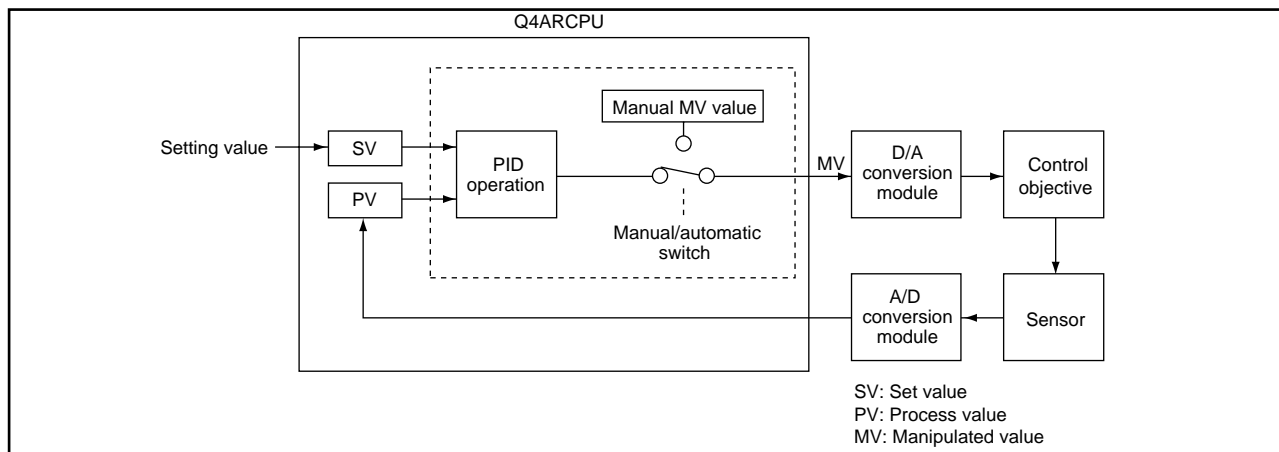 Q4ARCPU
Manual MV value
Setting value
SV
PV
PID
operation
MV
D/A
conversion
module
Control
objective
Manual/automatic
switch
A/D
conversion
module
Sensor
SV: Set value
PV: Process value
MV: Manipulated value